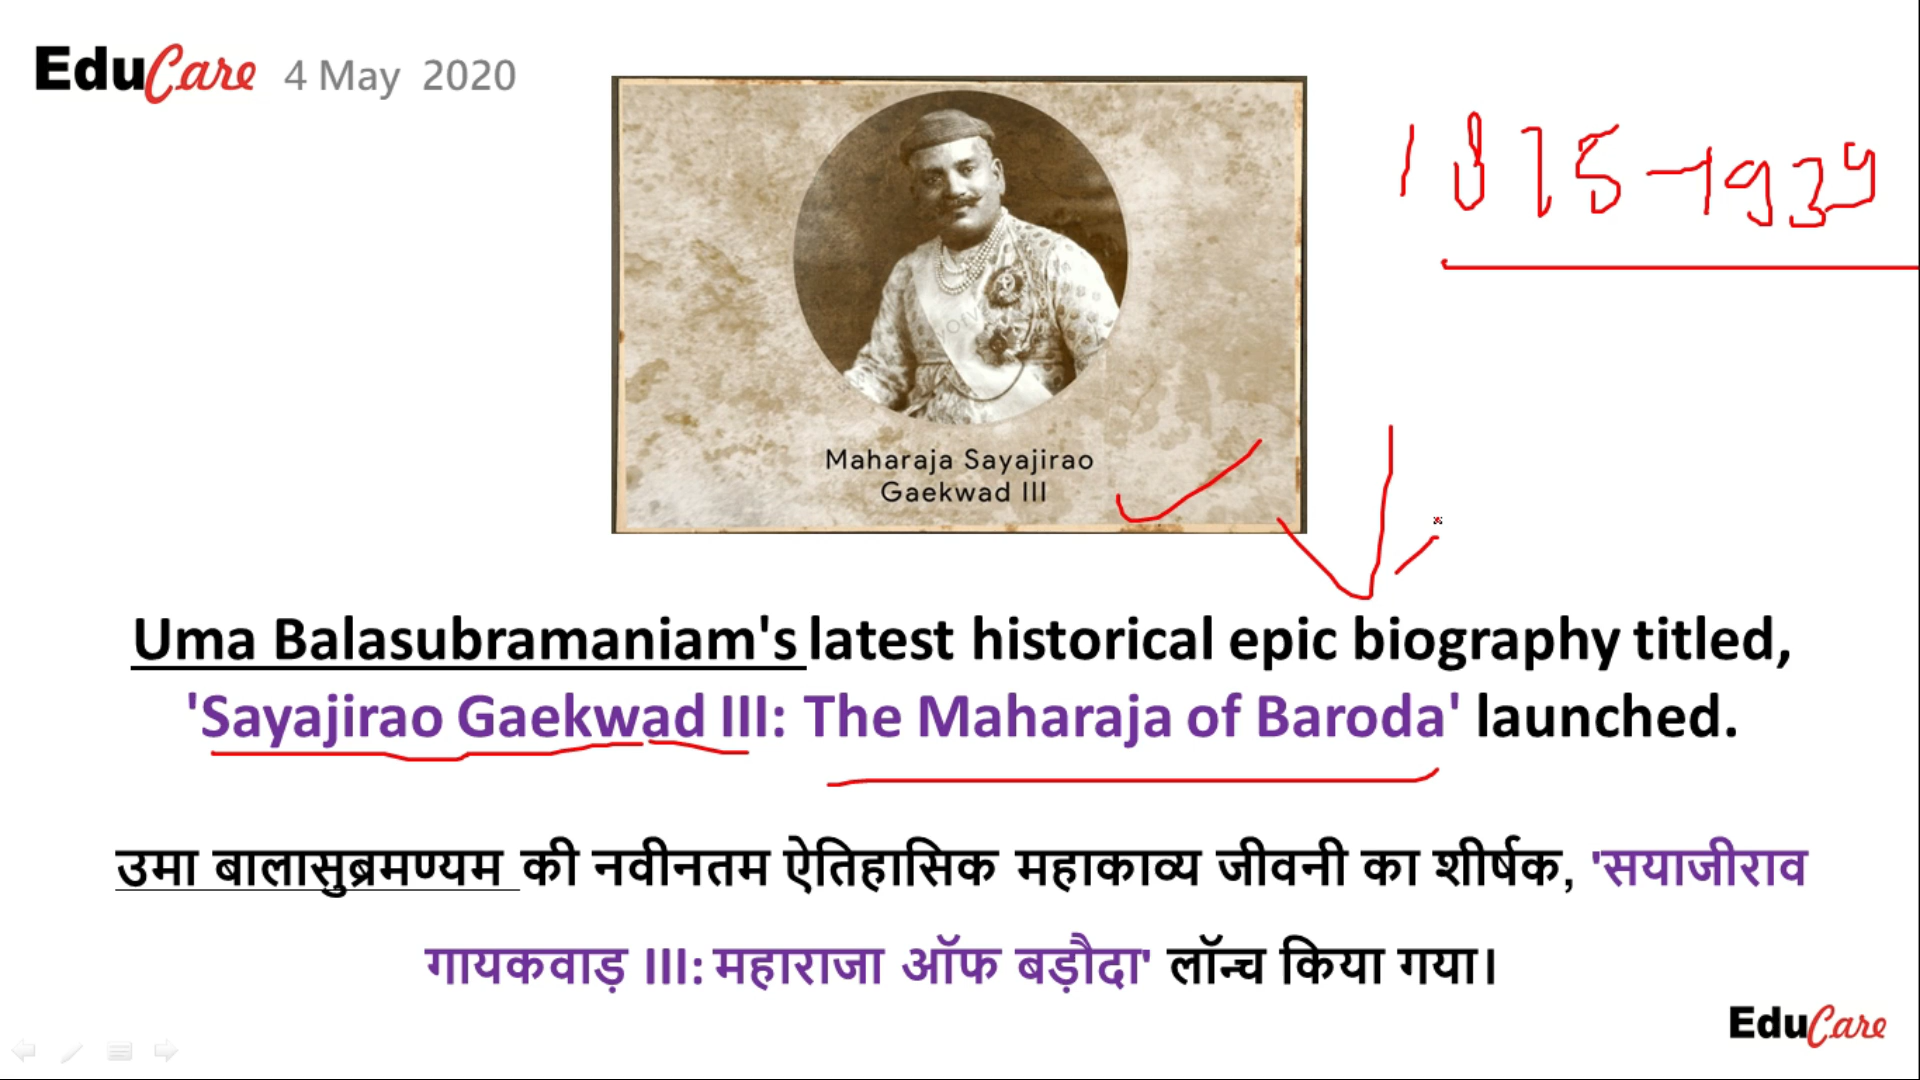 EduCare 4 May 2020
1875-1939
Maharaja Sayajirao
Gaekwad III
Uma Balasubramaniam's latest historical epic biography titled,
'Sayajirao Gaekwad III: The Maharaja of Baroda' launched.
उमा बालासुब्रमण्यम की नवीनतम ऐतिहासिक महाकाव्य जीवनी का शीर्षक, 'सयाजीराव
गायकवाड़ III: महाराजा ऑफ बड़ौदा' लॉन्च किया गया।
EduCare